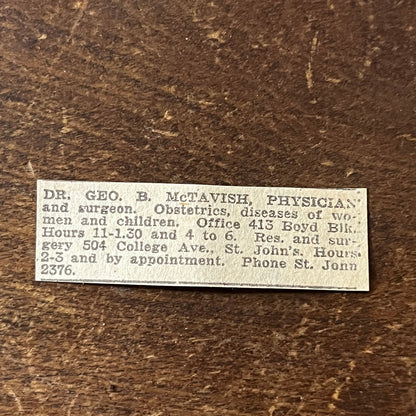 DR. GEO. B. McTAVISH, PHYSICIAN
and surgeon. Obstetrics, diseases of wo-
men and children. Office 413 Boyd Blk.
Hours 11-1.30 and 4 to 6. Res. and sur-
gery 504 College Ave., St. John's. Hours
2-3 and by appointment. Phone St. John
2376.